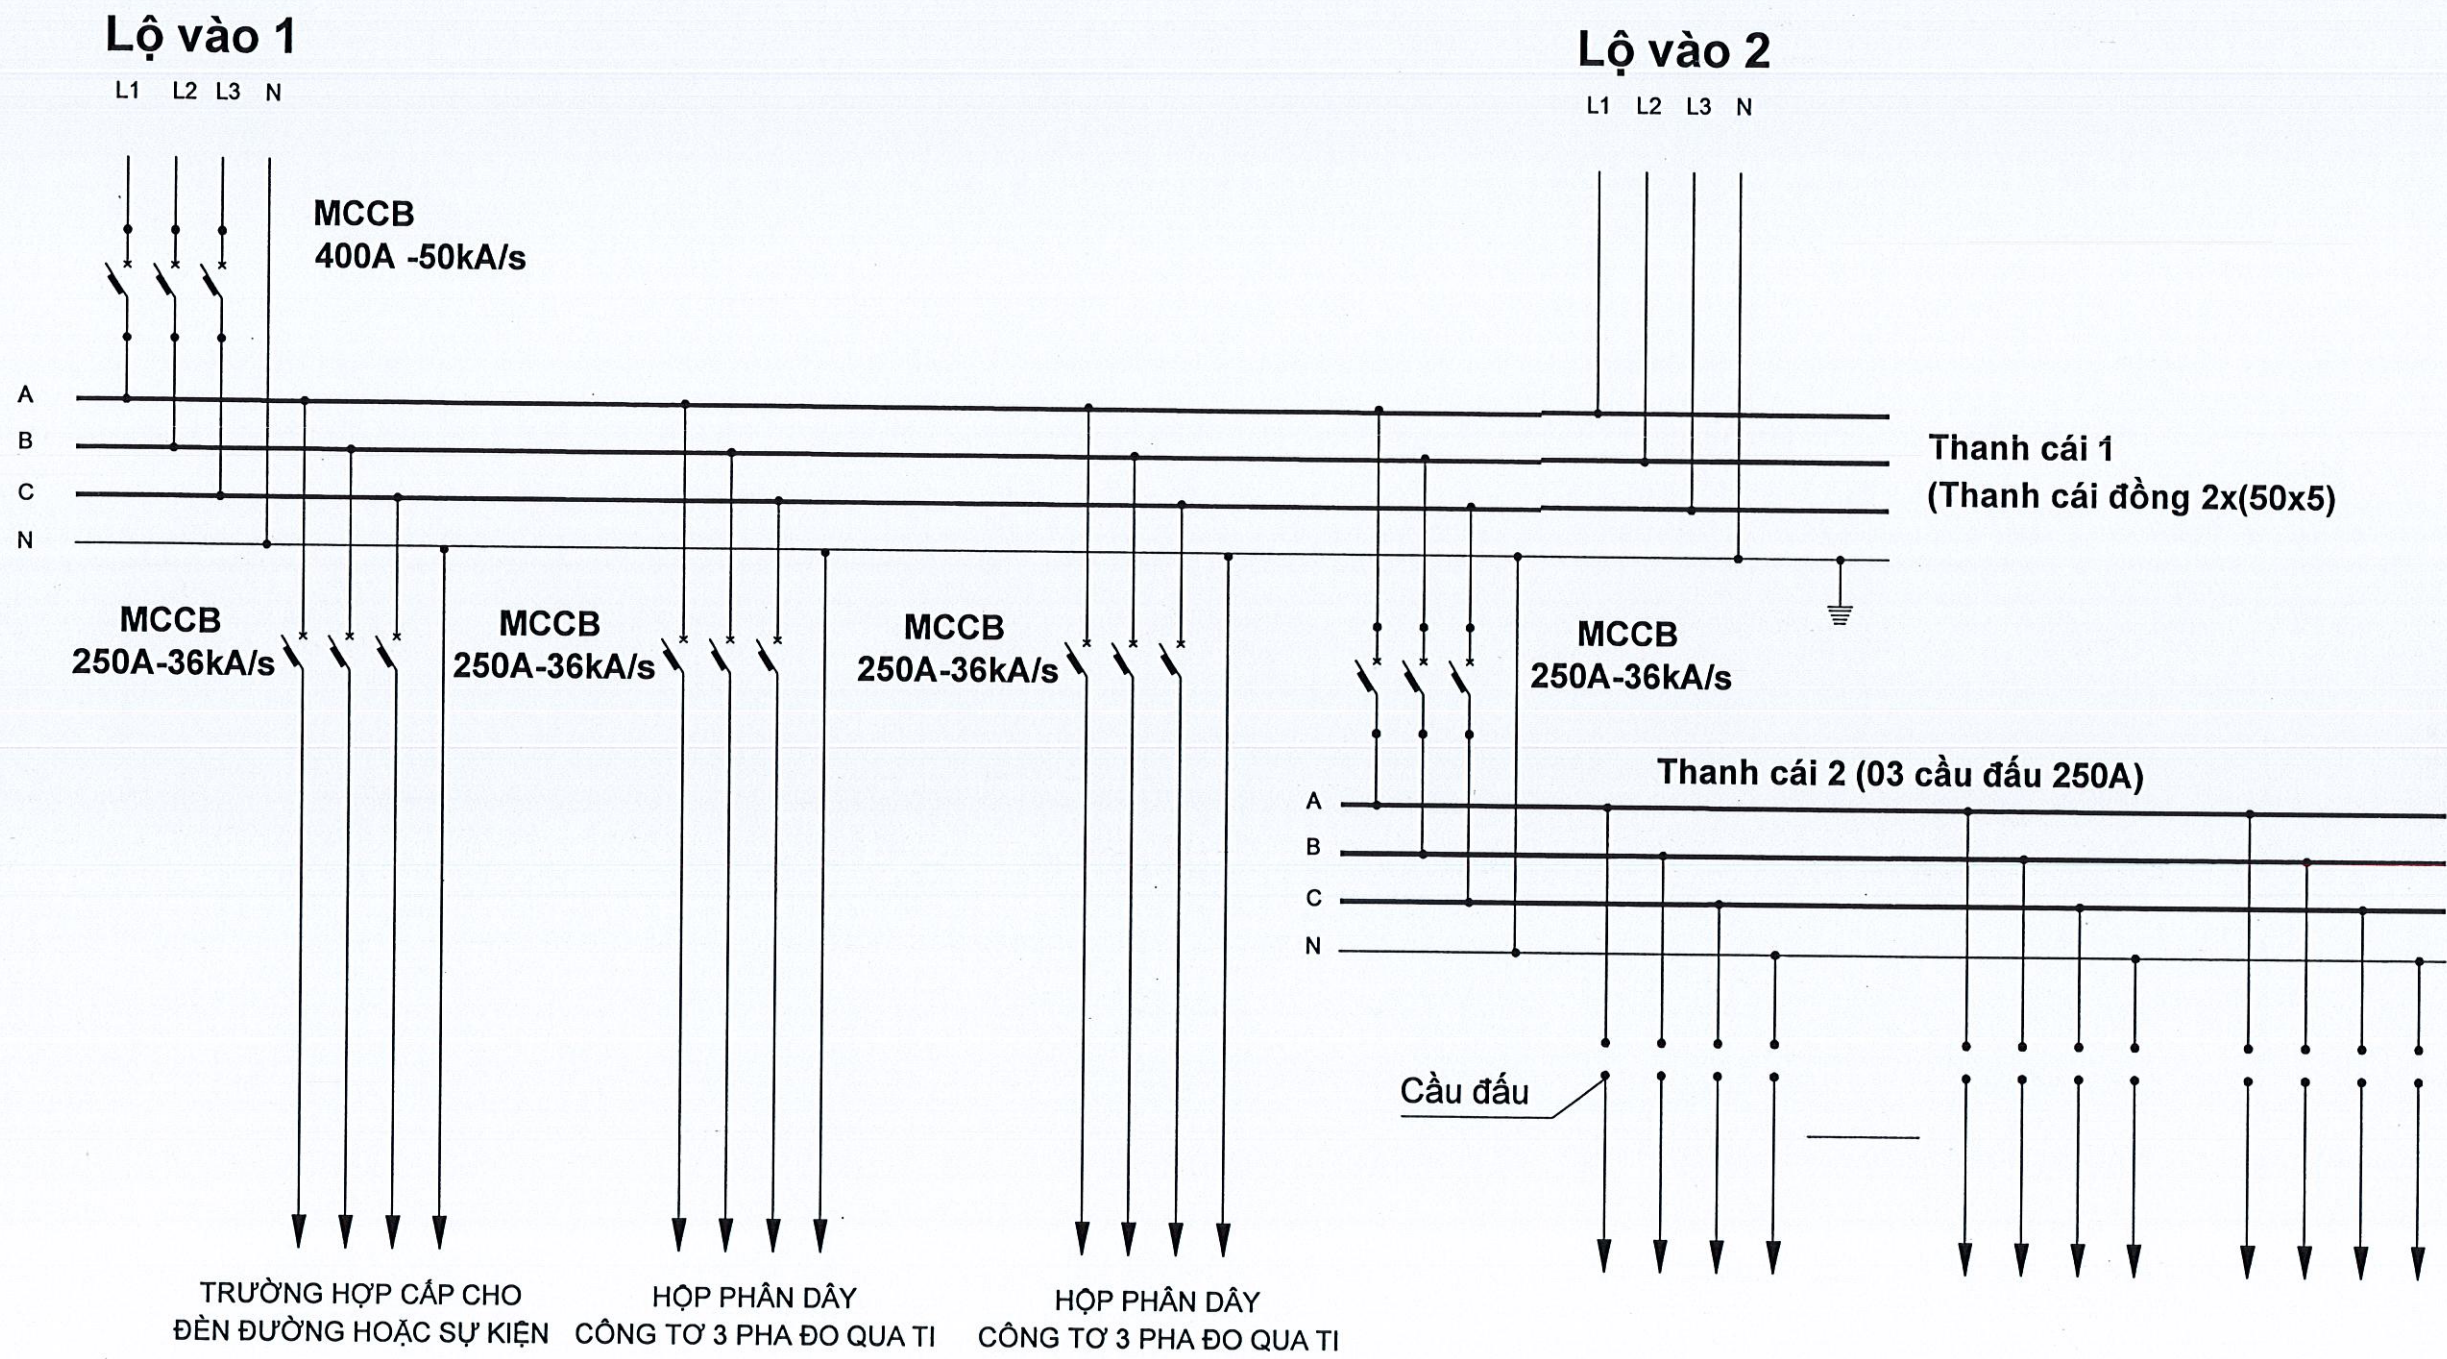 Lộ vào 1
L1 L2 L3 N
MCCB
400A -50kA/s
Lộ vào 2
L1 L2 L3 N
A
B
C
N
Thanh cái 1
(Thanh cái đồng 2x(50x5)
MCCB
250A-36kA/s
MCCB
250A-36kA/s
MCCB
250A-36kA/s
MCCB
250A-36kA/s
Thanh cái 2 (03 cầu đấu 250A)
A
B
C
N
Cầu đấu
TRƯỜNG HỢP CẤP CHO
ĐÈN ĐƯỜNG HOẶC SỰ KIỆN
HỘP PHÂN DÂY
CÔNG TƠ 3 PHA ĐO QUA TI
HỘP PHÂN DÂY
CÔNG TƠ 3 PHA ĐO QUA TI